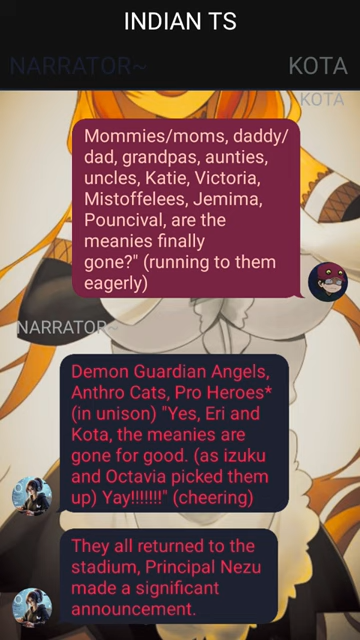 INDIAN TS
NARRATOR~
KOTA
KOTA
Mommies/moms, daddy/
dad, grandpas, aunties,
uncles, Katie, Victoria,
Mistoffelees, Jemima,
Pouncival, are the
meanies finally
gone?" (running to them
eagerly)
NARRATOR~
Demon Guardian Angels,
Anthro Cats, Pro Heroes*
(in unison) "Yes, Eri and
Kota, the meanies are
gone for good. (as izuku
and Octavia picked them
up) Yay!!!!!!!" (cheering)
They all returned to the
stadium, Principal Nezu
made a significant
announcement.